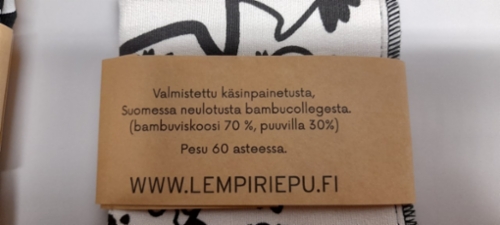 Valmistettu käsinpainetusta,
Suomessa neulotusta bambucollegesta.
(bambuviskoosi 70 %, puuvilla 30%)
Pesu 60 asteessa.
WWW.LEMPIRIEPU.FI